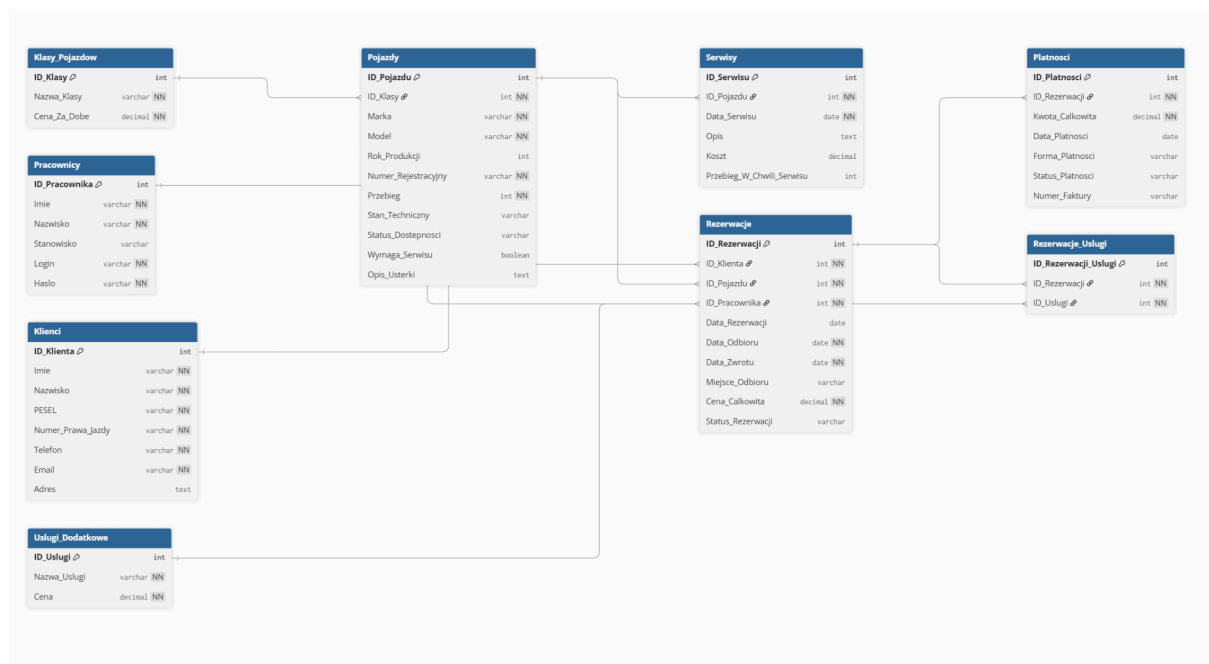 Klasy_Pojazdow
ID_Klasy int
Nazwa_Klasy varchar NN
Cena_Za_Dobe decimal NN
Pracownicy
ID_Pracownika int
Imie varchar NN
Nazwisko varchar NN
Stanowisko varchar
Login varchar NN
Haslo varchar NN
Klienci
ID_Klienta int
Imie varchar NN
Nazwisko varchar NN
PESEL varchar NN
Numer_Prawa_Jazdy varchar NN
Telefon varchar NN
Email varchar NN
Adres text
Uslugi_Dodatkowe
ID_Uslugi int
Nazwa_Uslugi varchar NN
Cena decimal NN
Pojazdy
ID_Pojazdu int
ID_Klasy int NN
Marka varchar NN
Model varchar NN
Rok_Produkcji int
Numer_Rejestracyjny varchar NN
Przebieg int NN
Stan_Techniczny varchar
Status_Dostepnosci varchar
Wymaga_Serwisu boolean
Opis_Usterki text
Serwisy
ID_Serwisu int
ID_Pojazdu int NN
Data_Serwisu date NN
Opis text
Koszt decimal
Przebieg_W_Chwili_Serwisu int
Rezerwacje
ID_Rezerwacji int
ID_Klienta int NN
ID_Pojazdu int NN
ID_Pracownika int NN
Data_Rezerwacji date
Data_Odbioru date NN
Data_Zwrotu date NN
Miejsce_Odbioru varchar
Cena_Calkowita decimal NN
Status_Rezerwacji varchar
Platnosci
ID_Platnosci int
ID_Rezerwacji int NN
Kwota_Calkowita decimal NN
Data_Platnosci date
Forma_Platnosci varchar
Status_Platnosci varchar
Numer_Faktury varchar
Rezerwacje_Uslugi
ID_Rezerwacji_Uslugi int
ID_Rezerwacji int NN
ID_Uslugi int NN